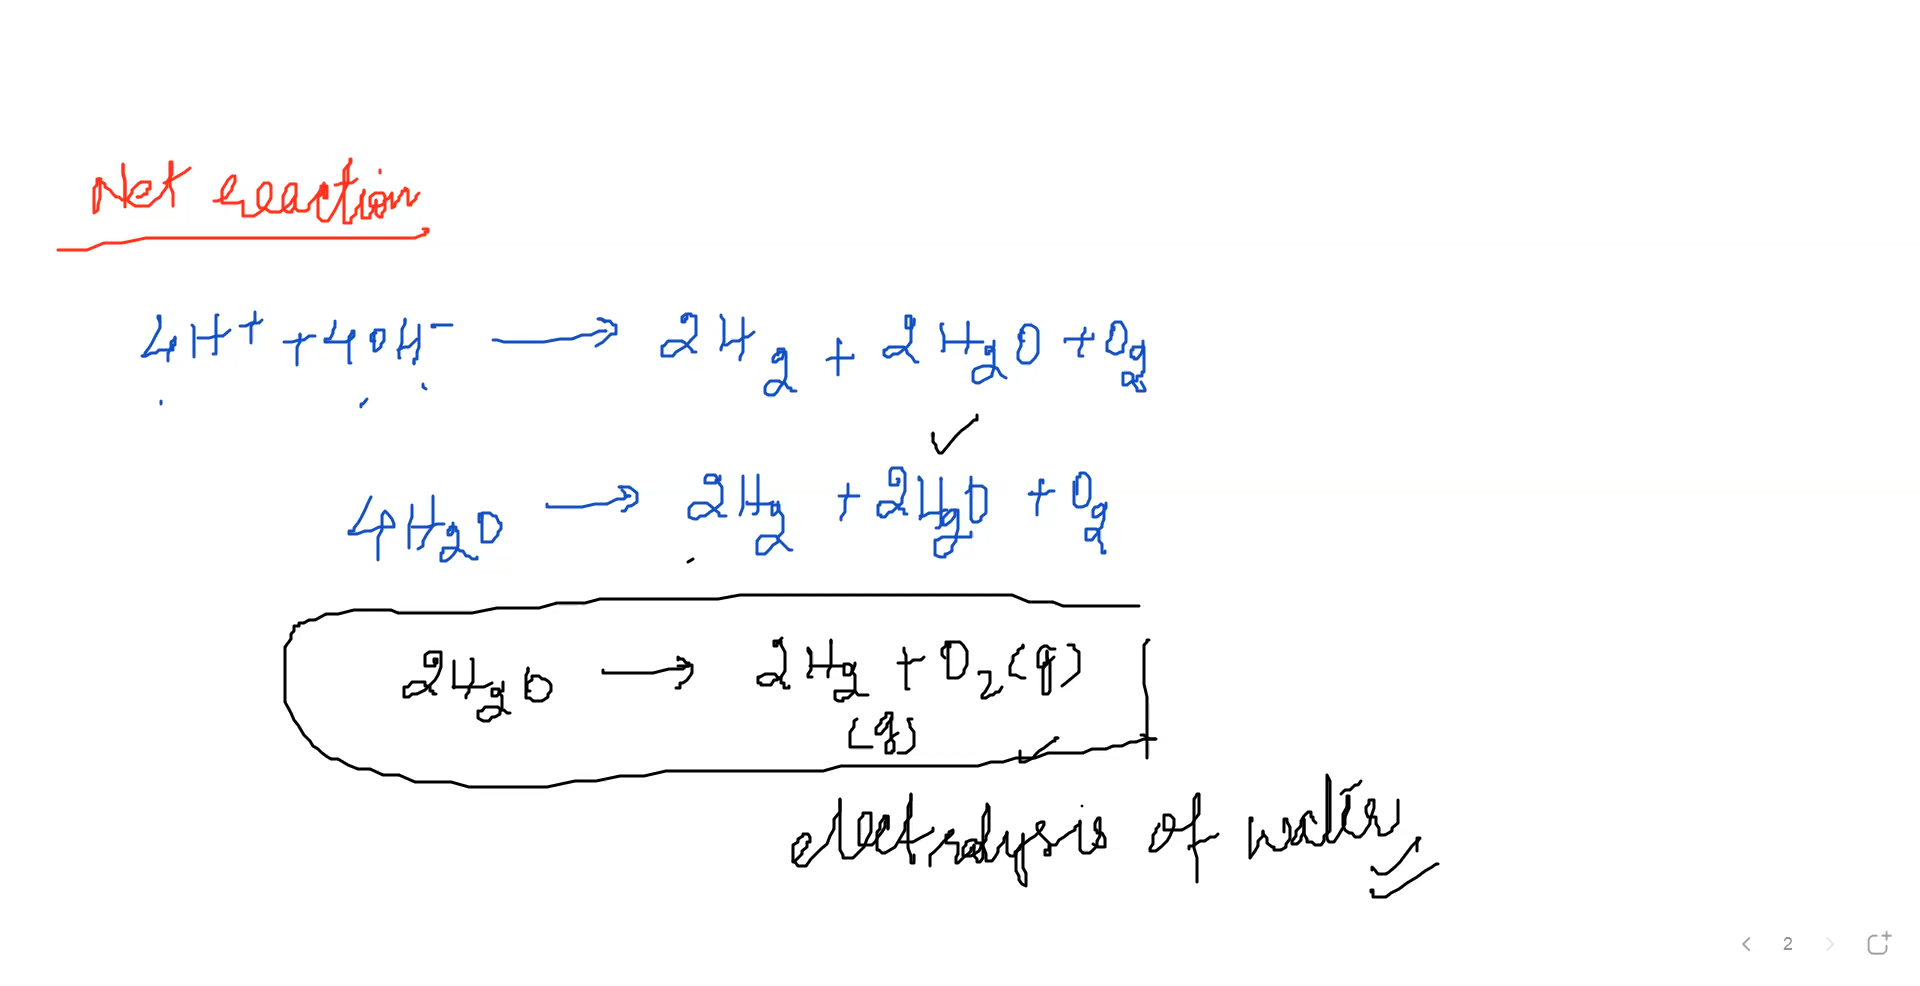 Net reaction
4H⁺ + 4OH⁻ ⟶ 2H₂ + 2H₂O + O₂
4H₂O ⟶ 2H₂ + 2H₂O + O₂
2H₂O ⟶ 2H₂ + O₂(g)
(g)
electrolysis of water
2